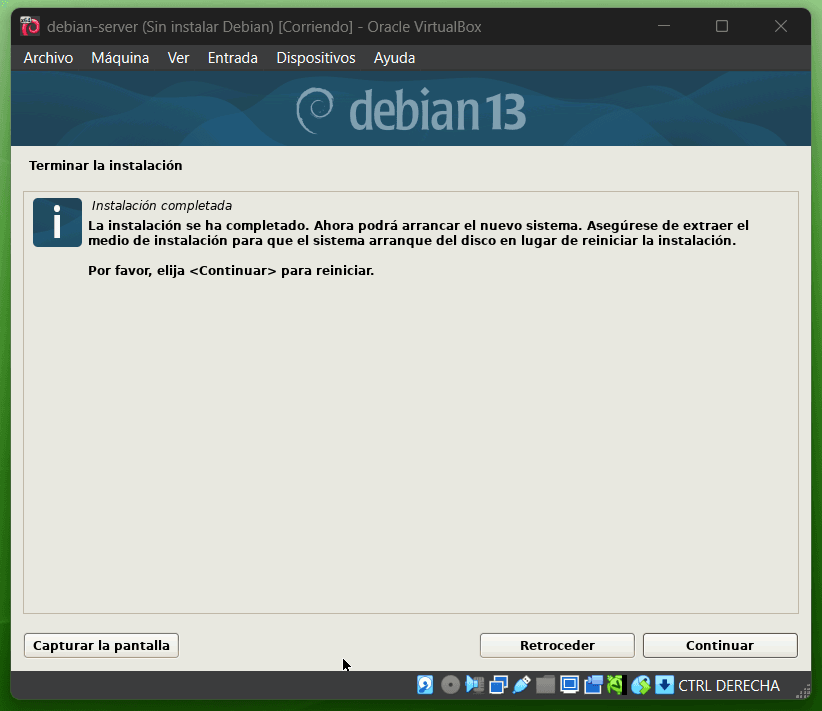 debian-server (Sin instalar Debian) [Corriendo] - Oracle VirtualBox
Archivo Máquina Ver Entrada Dispositivos Ayuda
debian 13
Terminar la instalación
Instalación completada
La instalación se ha completado. Ahora podrá arrancar el nuevo sistema. Asegúrese de extraer el
medio de instalación para que el sistema arranque del disco en lugar de reiniciar la instalación.
Por favor, elija <Continuar> para reiniciar.
Capturar la pantalla Retroceder Continuar
CTRL DERECHA